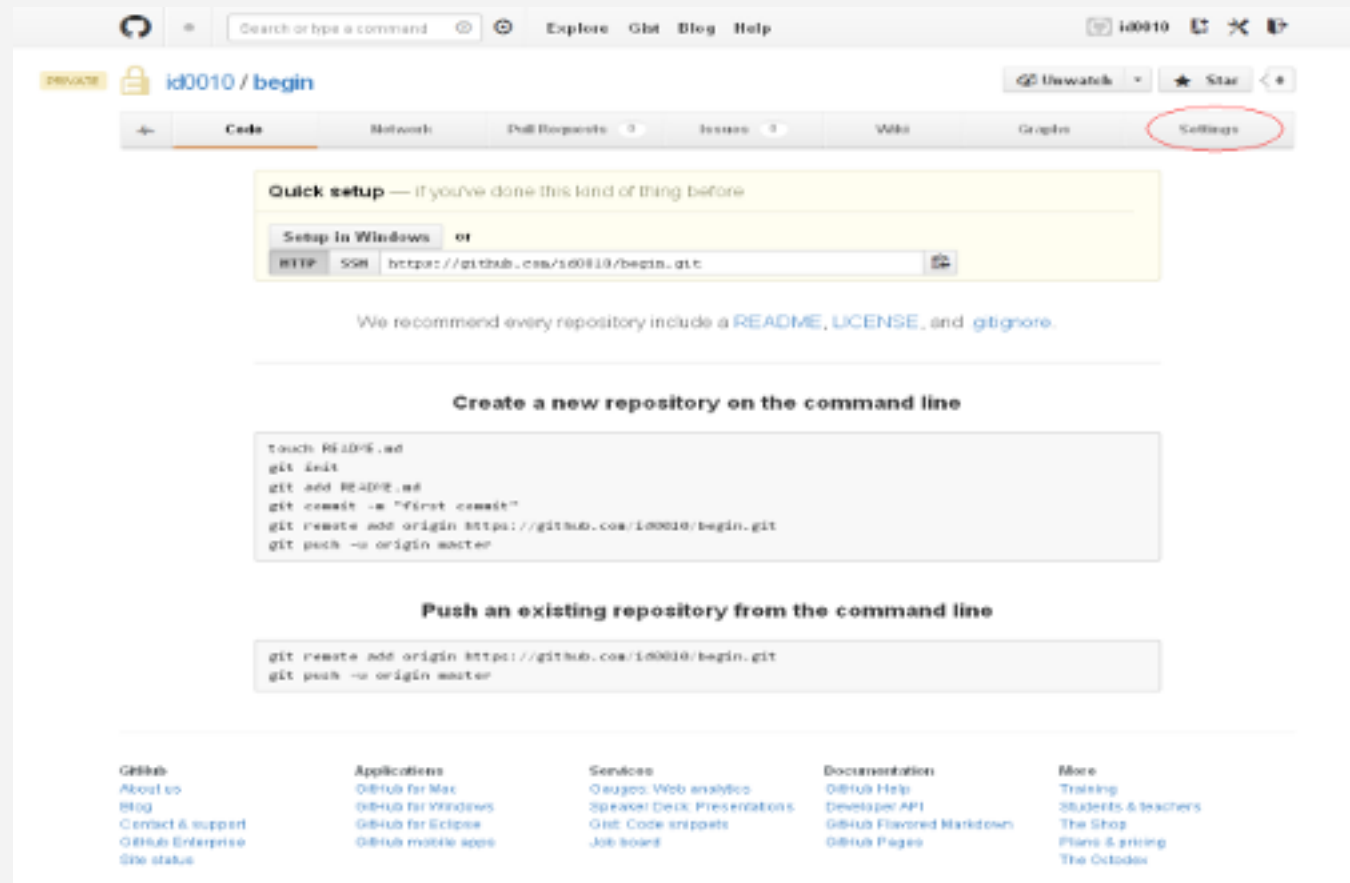 Search or type a command Explore Gist Blog Help id0010
PRIVATE id0010 / begin Unwatch Star
Code Network Pull Requests 0 Issues 0 Wiki Graphs Settings
Quick setup — if you've done this kind of thing before
Setup in Windows or
HTTP SSH https://github.com/id0010/begin.git
We recommend every repository include a README, LICENSE, and .gitignore.
Create a new repository on the command line
touch README.md
git init
git add README.md
git commit -m "first commit"
git remote add origin https://github.com/id0010/begin.git
git push -u origin master
Push an existing repository from the command line
git remote add origin https://github.com/id0010/begin.git
git push -u origin master
GitHub
About us
Blog
Contact & support
GitHub Enterprise
Site status
Applications
GitHub for Mac
GitHub for Windows
GitHub for Eclipse
GitHub mobile apps
Services
Gauges: Web analytics
Speaker Deck: Presentations
Gist: Code snippets
Job board
Documentation
GitHub Help
Developer API
GitHub Flavored Markdown
GitHub Pages
More
Training
Students & teachers
The Shop
Plans & pricing
The Octodex